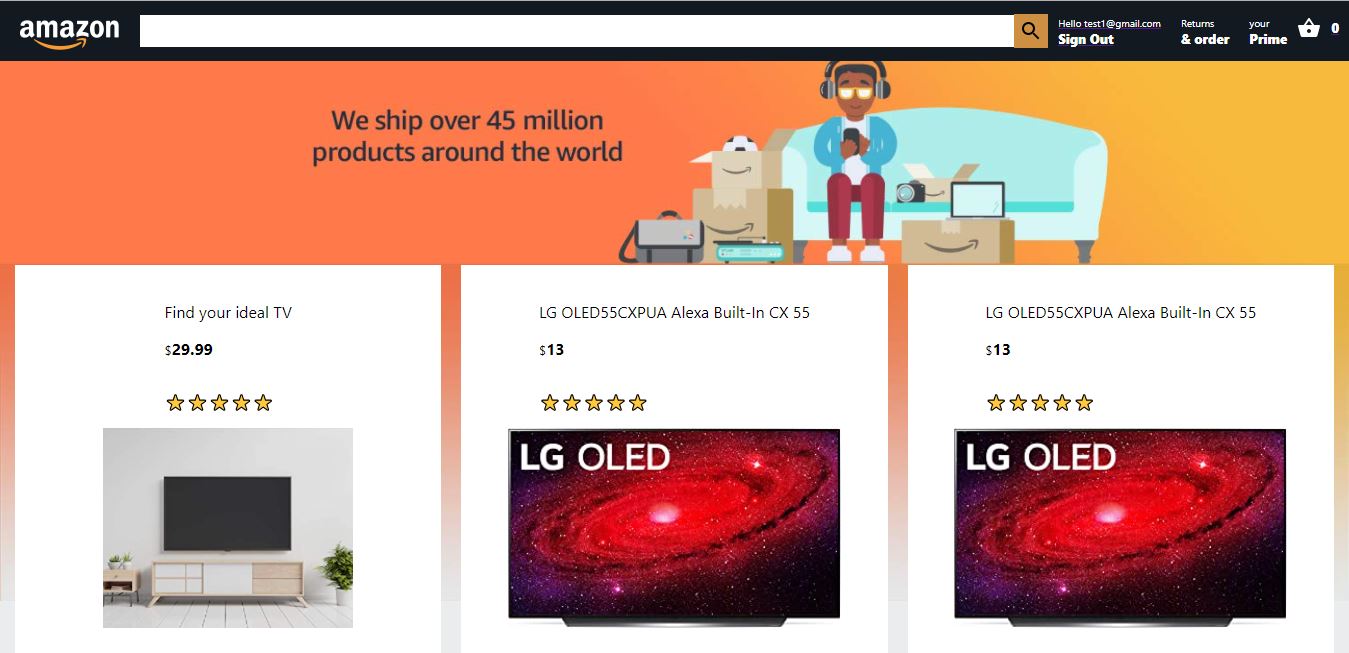 amazon
Hello test1@gmail.com
Sign Out
Returns
& order
your
Prime
0
We ship over 45 million
products around the world
Find your ideal TV
$29.99
LG OLED55CXPUA Alexa Built-In CX 55
$13
LG OLED
LG OLED55CXPUA Alexa Built-In CX 55
$13
LG OLED